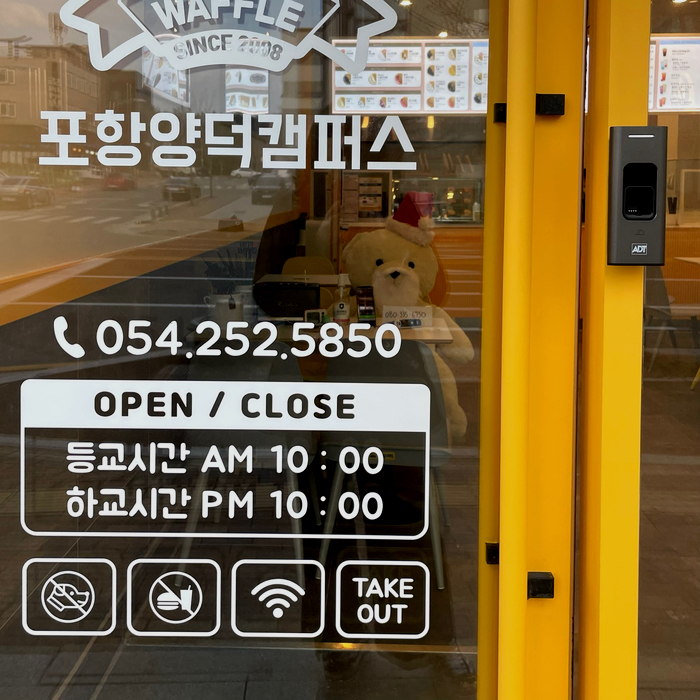 WAFFLE
SINCE 2008
포항양덕캠퍼스
054.252.5850
OPEN / CLOSE
등교시간 AM 10 : 00
하교시간 PM 10 : 00
TAKE
OUT
ADT